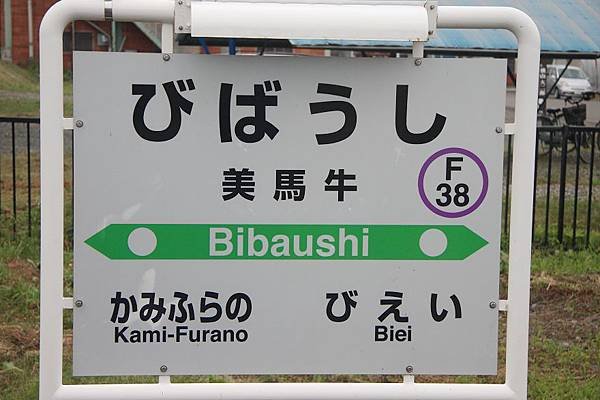 びばうし
美馬牛
F
38
Bibaushi
かみふらの びえい
Kami-Furano Biei